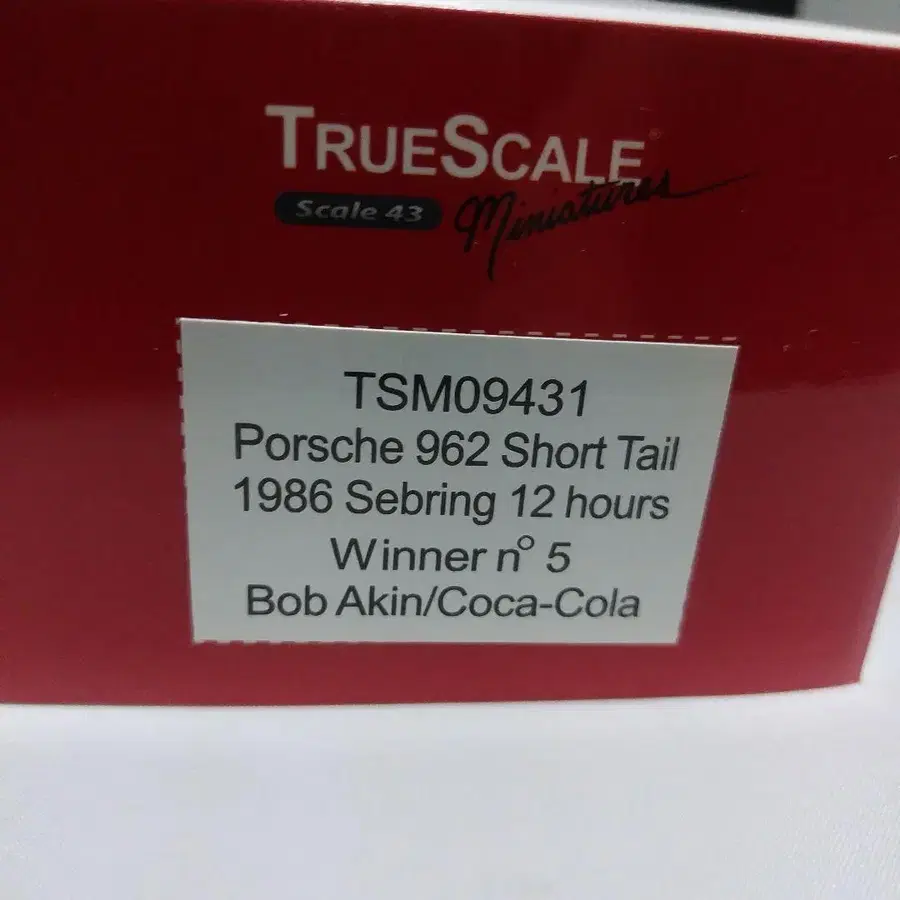 TRUESCALE
Scale 43 Miniatures
TSM09431
Porsche 962 Short Tail
1986 Sebring 12 hours
Winner nº 5
Bob Akin/Coca-Cola